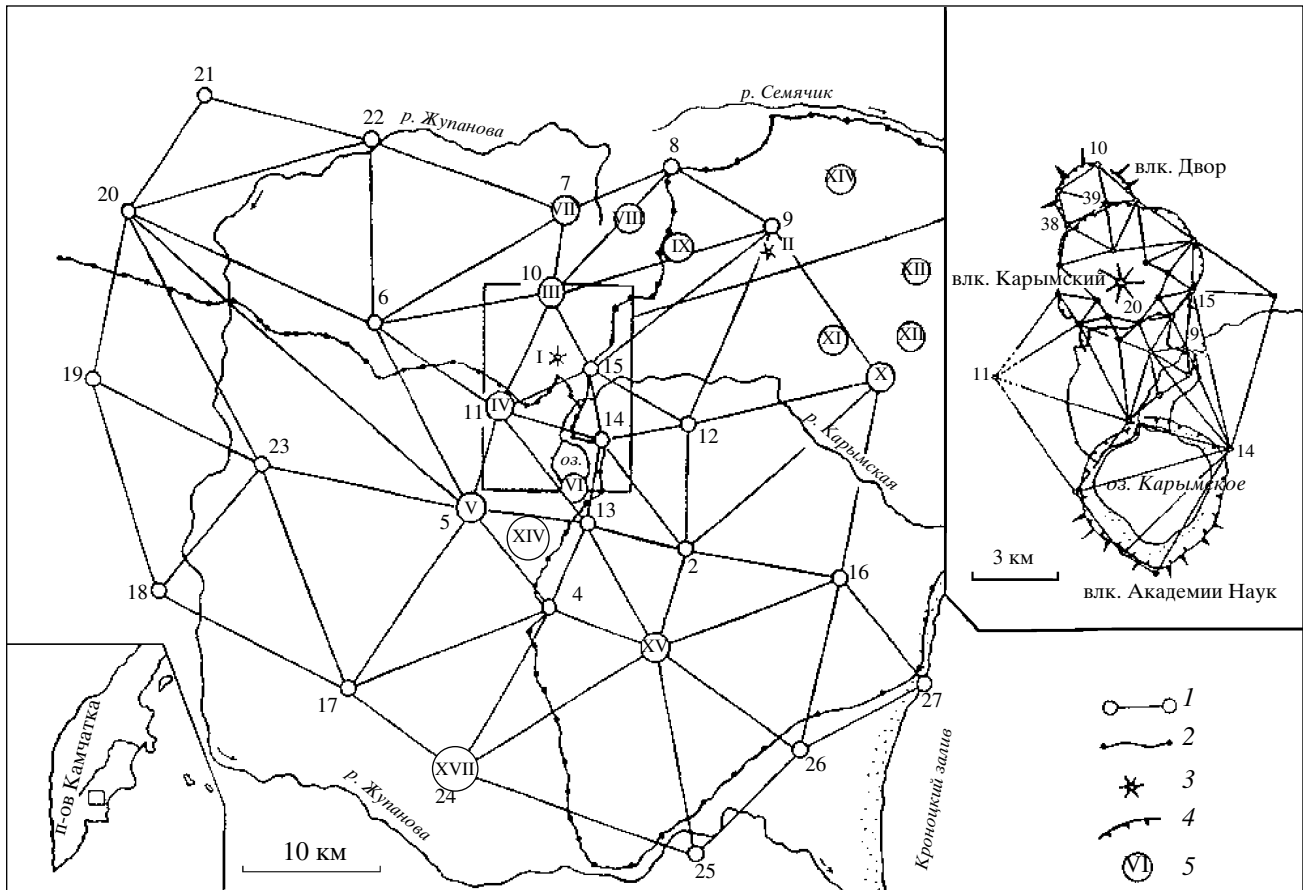 21
22
р. Жупанова
р. Семячик
8
7
VII
VIII
XIV
20
9
II
IX
10
III
XIII
6
I
15
XI
XII
X
19
11
IV
14
12
р. Карымская
23
оз.
VI
V
5
13
XIV
2
16
18
4
XV
17
27
XVII
24
26
р. Жупанова
Кроноцкий залив
25
10 км
п-ов Камчатка
10
влк. Двор
39
38
влк. Карымский
20
15
9
11
14
оз. Карымское
3 км
влк. Академии Наук
1
2
3
4
VI
5